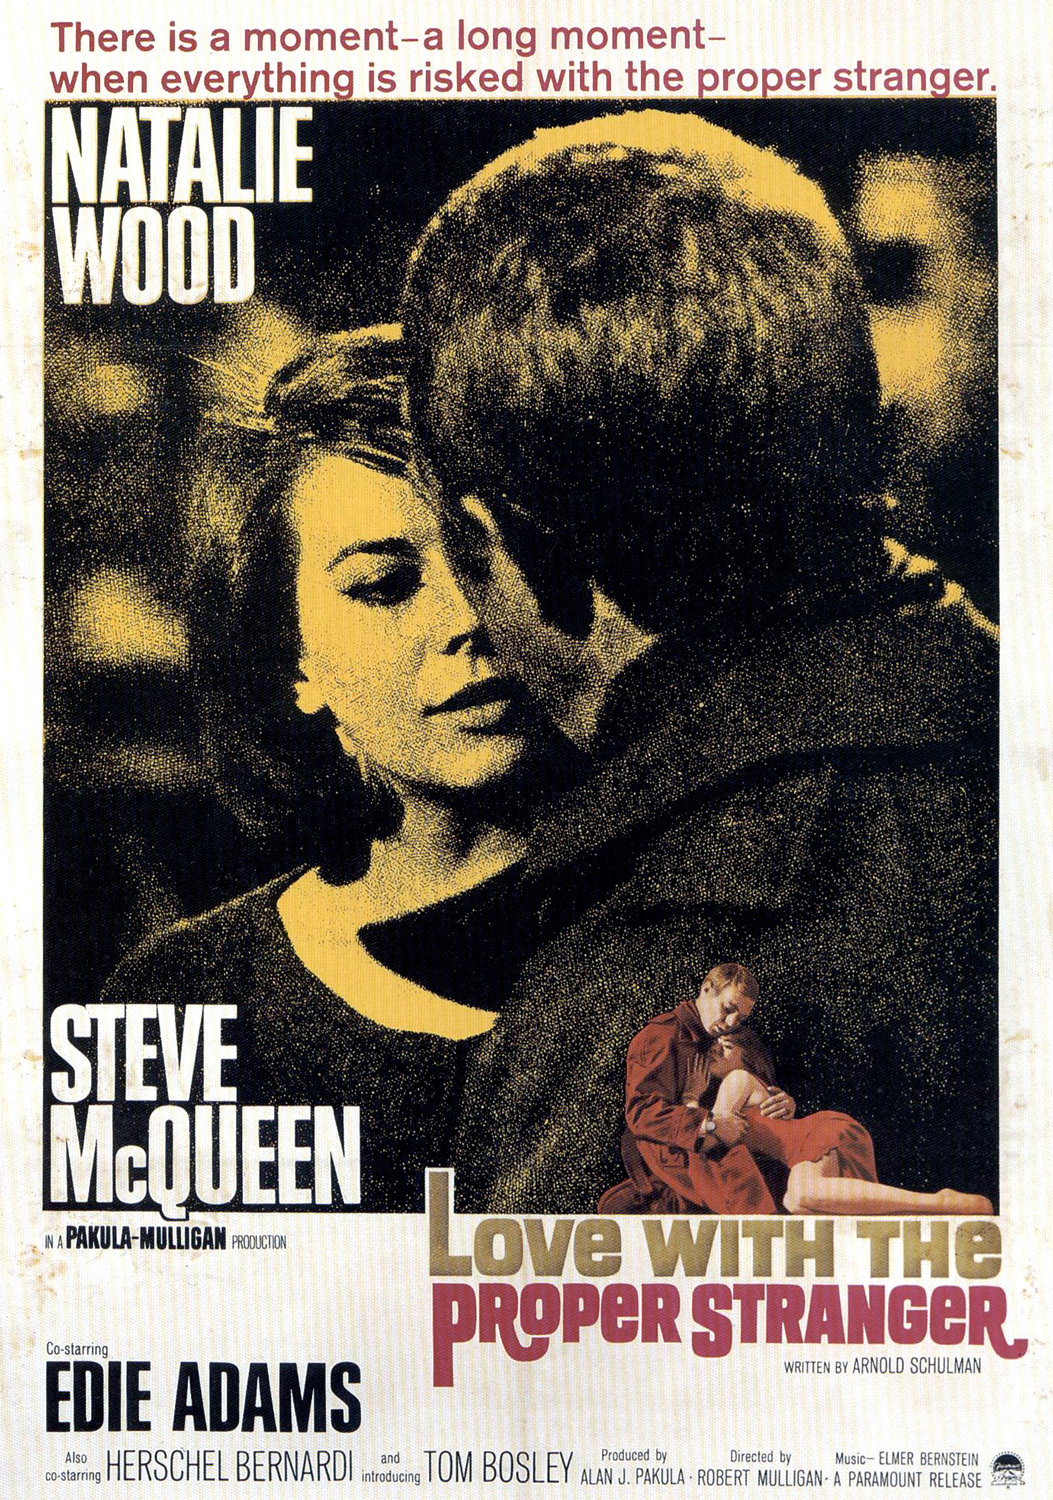 There is a moment–a long moment–
when everything is risked with the proper stranger.
NATALIE
WOOD
STEVE
McQUEEN
IN A PAKULA-MULLIGAN PRODUCTION
LOVE WITH THE
PROPER STRANGER
WRITTEN BY ARNOLD SCHULMAN
Co-starring
EDIE ADAMS
Also co-starring HERSCHEL BERNARDI and introducing TOM BOSLEY
Produced by ALAN J. PAKULA · Directed by ROBERT MULLIGAN · Music– ELMER BERNSTEIN
A PARAMOUNT RELEASE
Paramount